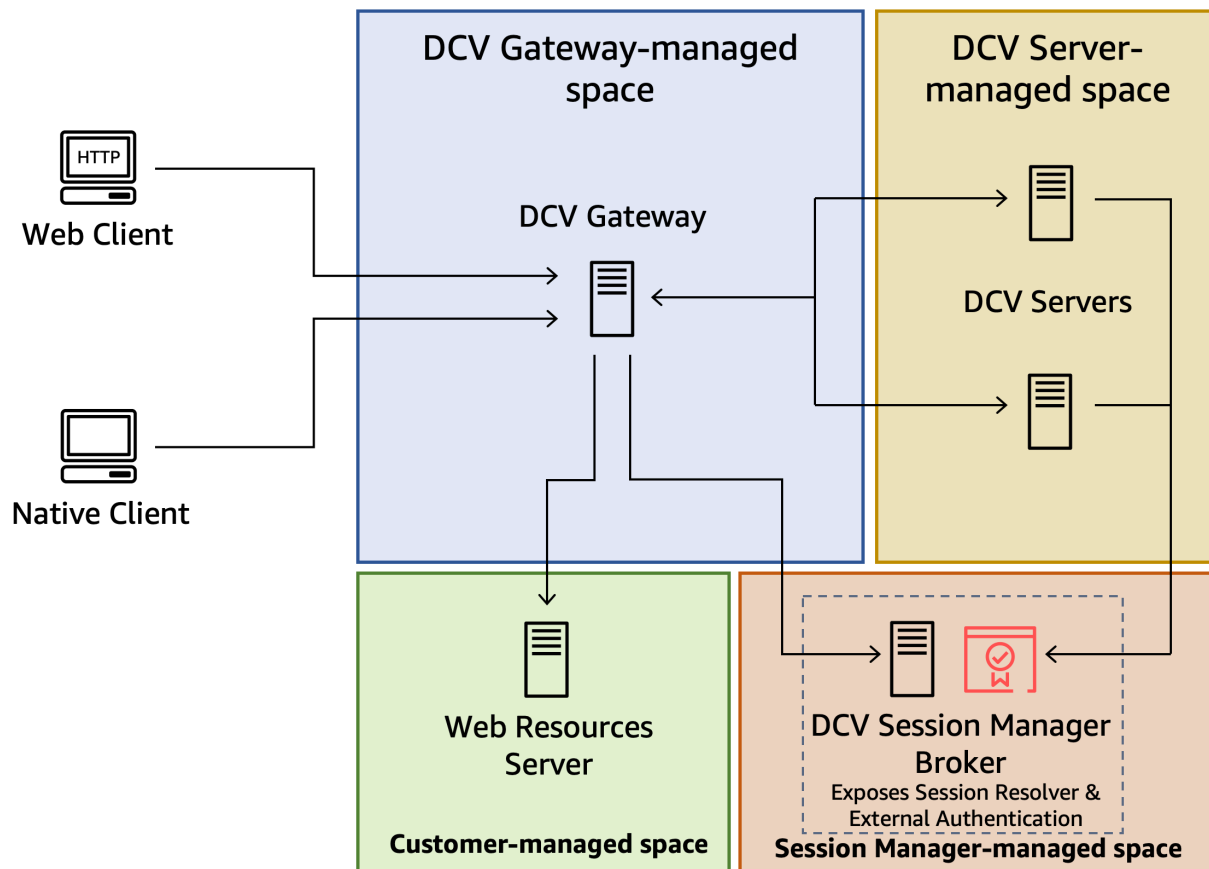 DCV Gateway-managed
space
DCV Server-
managed space
HTTP
Web Client
DCV Gateway
DCV Servers
Native Client
Web Resources
Server
Customer-managed space
DCV Session Manager
Broker
Exposes Session Resolver &
External Authentication
Session Manager-managed space